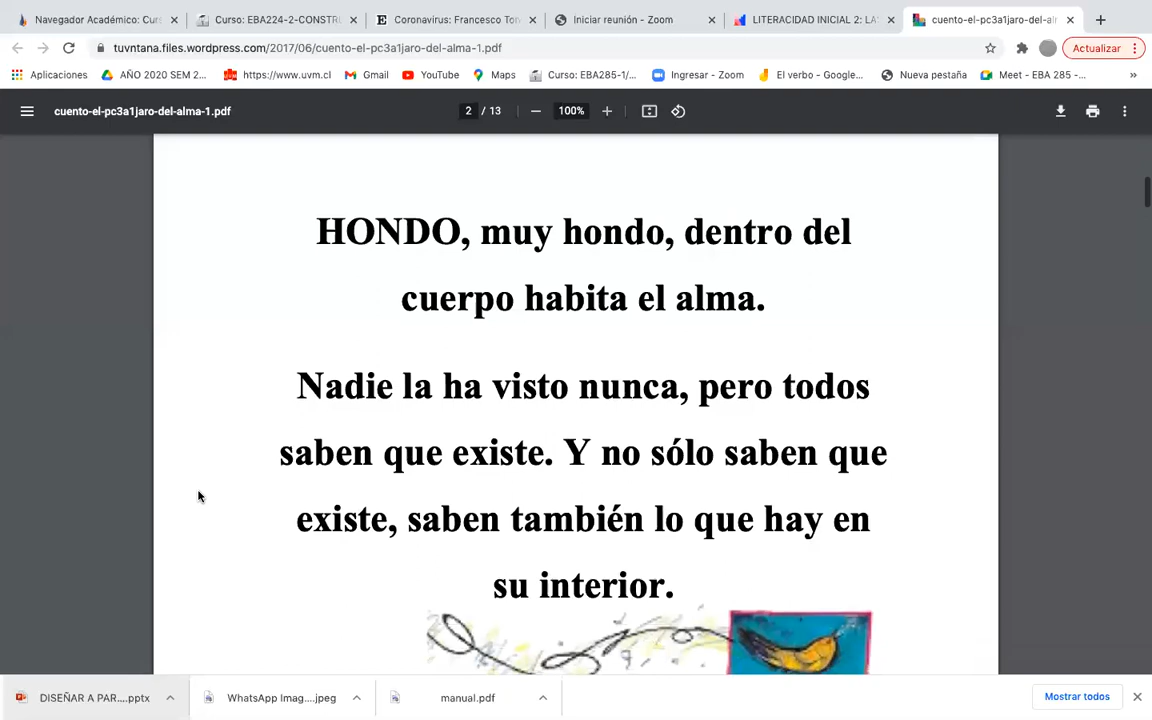 Navegador Académico: Curs
Curso: EBA224-2-CONSTRU
Coronavirus: Francesco Ton
Iniciar reunión - Zoom
LITERACIDAD INICIAL 2: LA
cuento-el-pc3a1jaro-del-alm
tuvntana.files.wordpress.com/2017/06/cuento-el-pc3a1jaro-del-alma-1.pdf
Actualizar
Aplicaciones
AÑO 2020 SEM 2...
https://www.uvm.cl
Gmail
YouTube
Maps
Curso: EBA285-1/...
Ingresar - Zoom
El verbo - Google...
Nueva pestaña
Meet - EBA 285 -...
cuento-el-pc3a1jaro-del-alma-1.pdf
2 / 13
100%
HONDO, muy hondo, dentro del
cuerpo habita el alma.
Nadie la ha visto nunca, pero todos
saben que existe. Y no sólo saben que
existe, saben también lo que hay en
su interior.
DISEÑAR A PAR....pptx
WhatsApp Imag....jpeg
manual.pdf
Mostrar todos